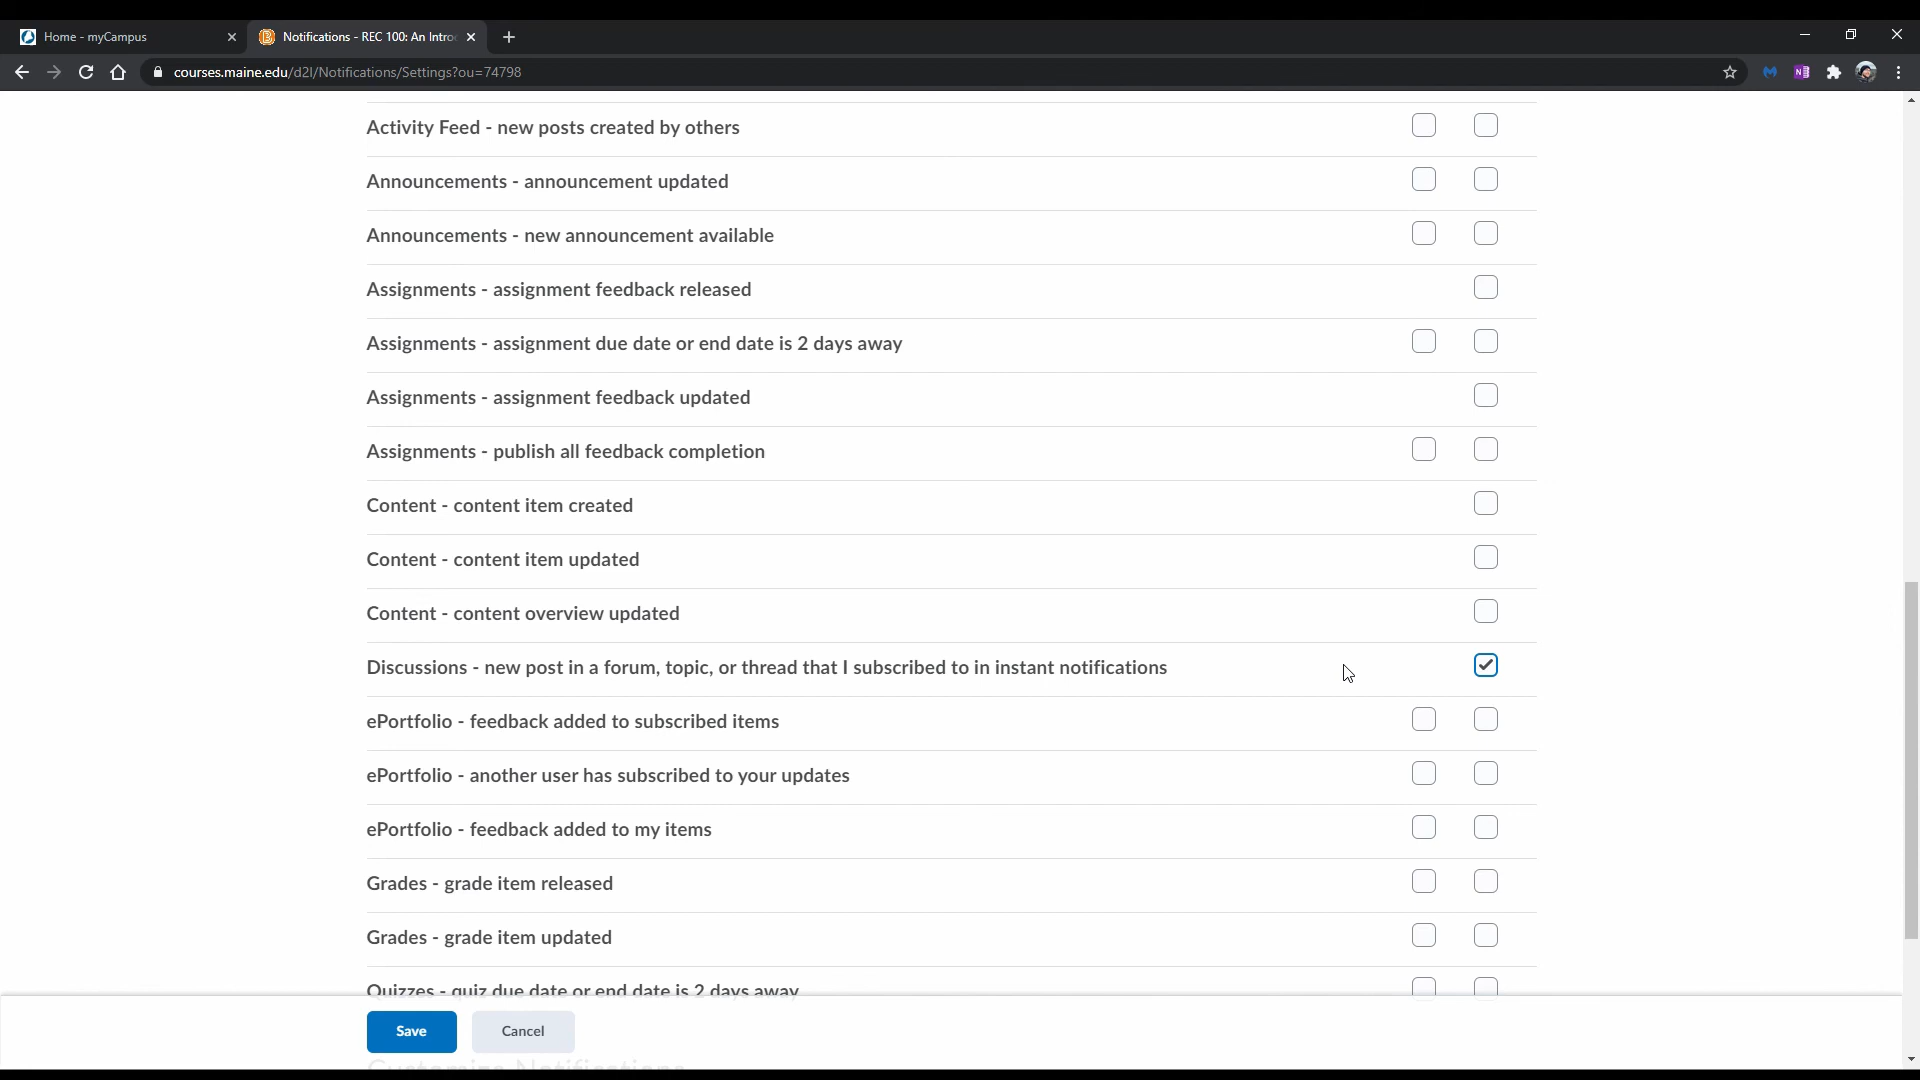 Home - myCampus
Notifications - REC 100: An Intro
courses.maine.edu/d2l/Notifications/Settings?ou=74798
Activity Feed - new posts created by others
Announcements - announcement updated
Announcements - new announcement available
Assignments - assignment feedback released
Assignments - assignment due date or end date is 2 days away
Assignments - assignment feedback updated
Assignments - publish all feedback completion
Content - content item created
Content - content item updated
Content - content overview updated
Discussions - new post in a forum, topic, or thread that I subscribed to in instant notifications
ePortfolio - feedback added to subscribed items
ePortfolio - another user has subscribed to your updates
ePortfolio - feedback added to my items
Grades - grade item released
Grades - grade item updated
Quizzes - quiz due date or end date is 2 days away
Save Cancel
Customize Notifications